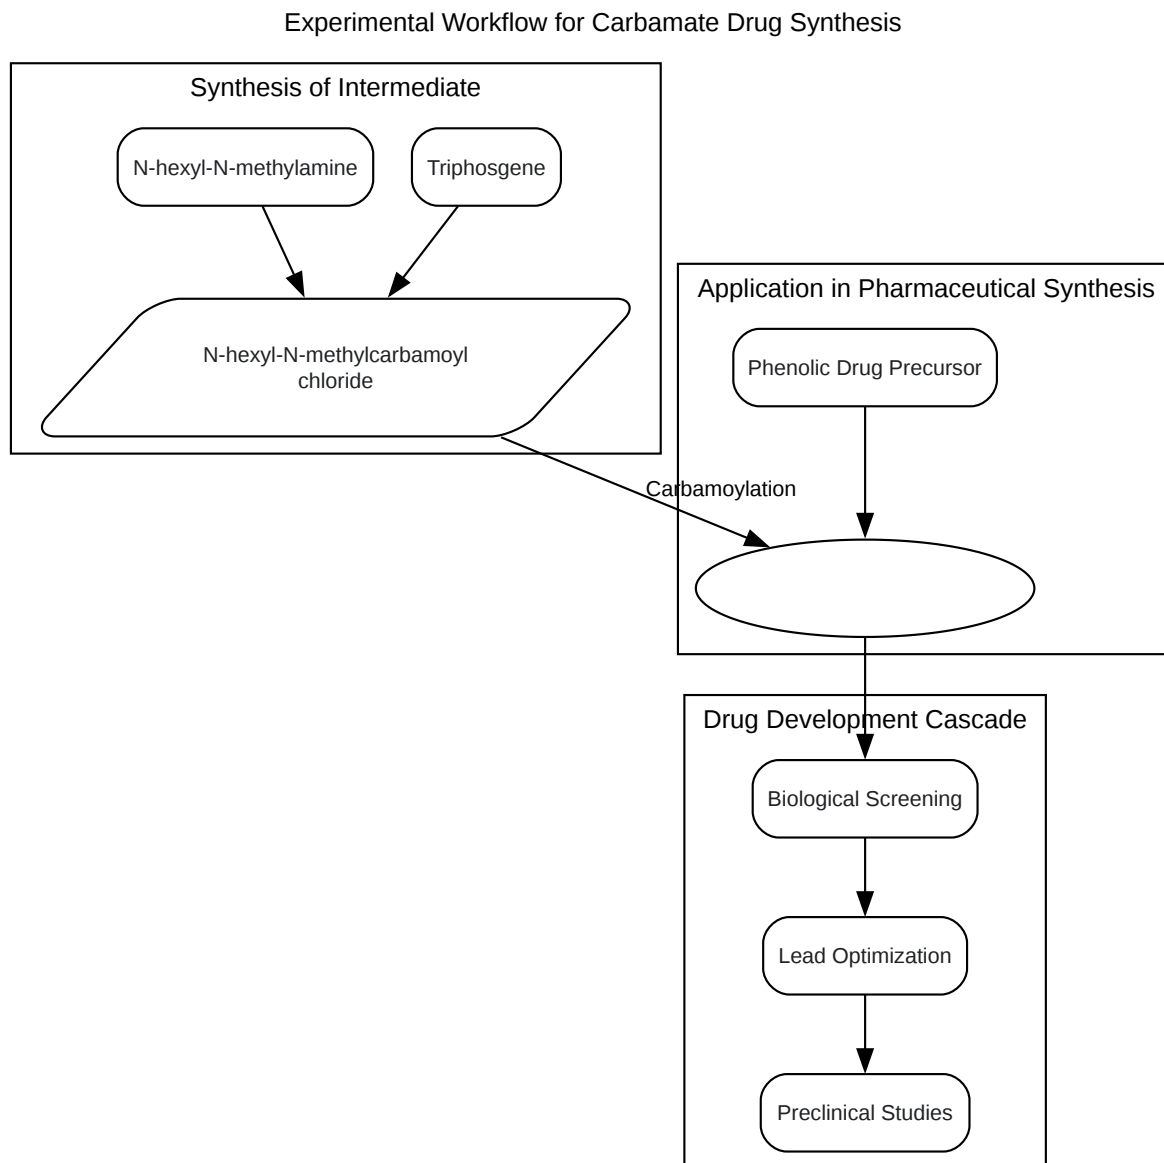 Experimental Workflow for Carbamate Drug Synthesis
Synthesis of Intermediate
N-hexyl-N-methylamine
Triphosgene
N-hexyl-N-methylcarbamoyl
chloride
Application in Pharmaceutical Synthesis
Phenolic Drug Precursor
Carbamoylation
Drug Development Cascade
Biological Screening
Lead Optimization
Preclinical Studies